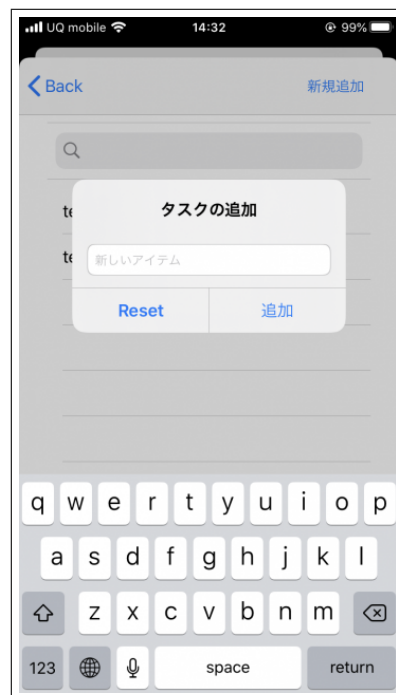 UQ mobile 14:32 99%
Back 新規追加
te
タスクの追加
te
新しいアイテム
Reset 追加
q w e r t y u i o p
a s d f g h j k l
z x c v b n m
123 space return